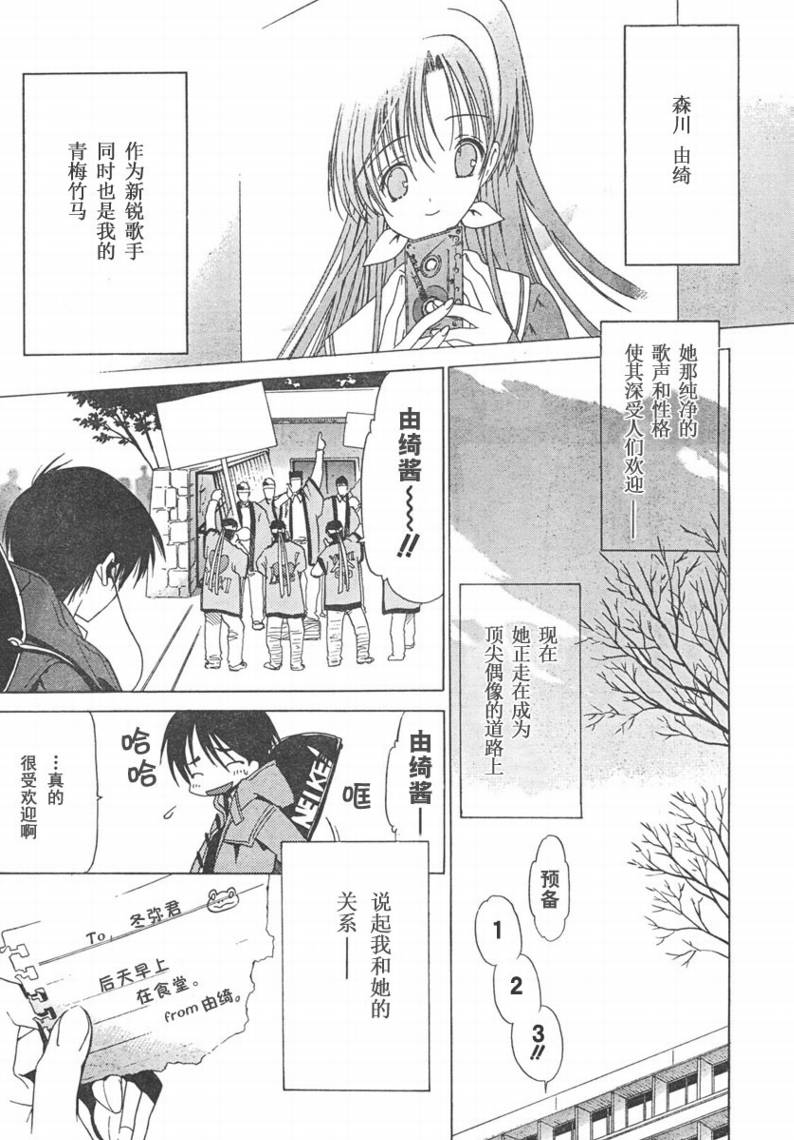 森川 由绮
作为新锐歌手
同时也是我的
青梅竹马
她那纯净的
歌声和性格
使其深受人们欢迎——
现在
她正走在成为
顶尖偶像的道路上
预备
1
2
3!!
由绮酱~~~!!
由绮酱——
哐
哈哈
…真的
很受欢迎啊
说起我和她的
关系——
To. 冬弥君
后天早上
在食堂。
from 由绮。